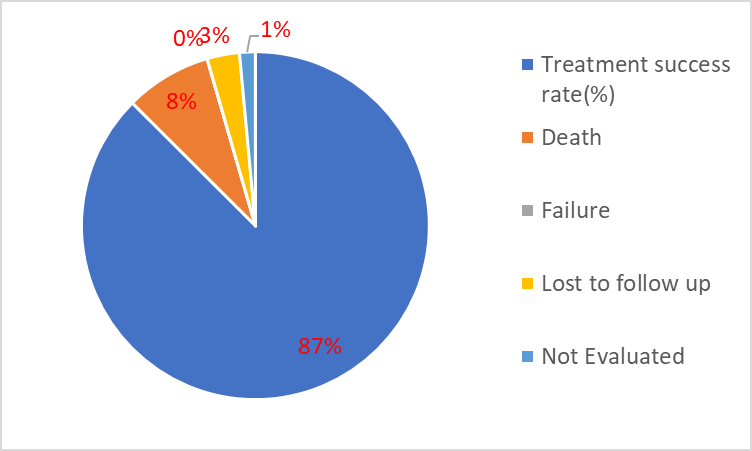 0%
3%
1%
8%
87%
Treatment success
rate(%)
Death
Failure
Lost to follow up
Not Evaluated